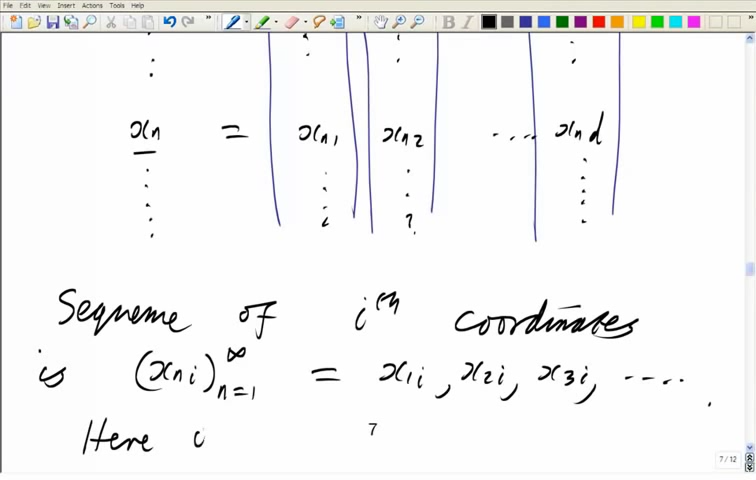 File Edit View Insert Actions Tools Help
xn = xn1 xn2 .... xnd
Sequence of ith coordinates
is (xni)∞n=1 = x1i, x2i, x3i, ....
Here
7
7 / 12